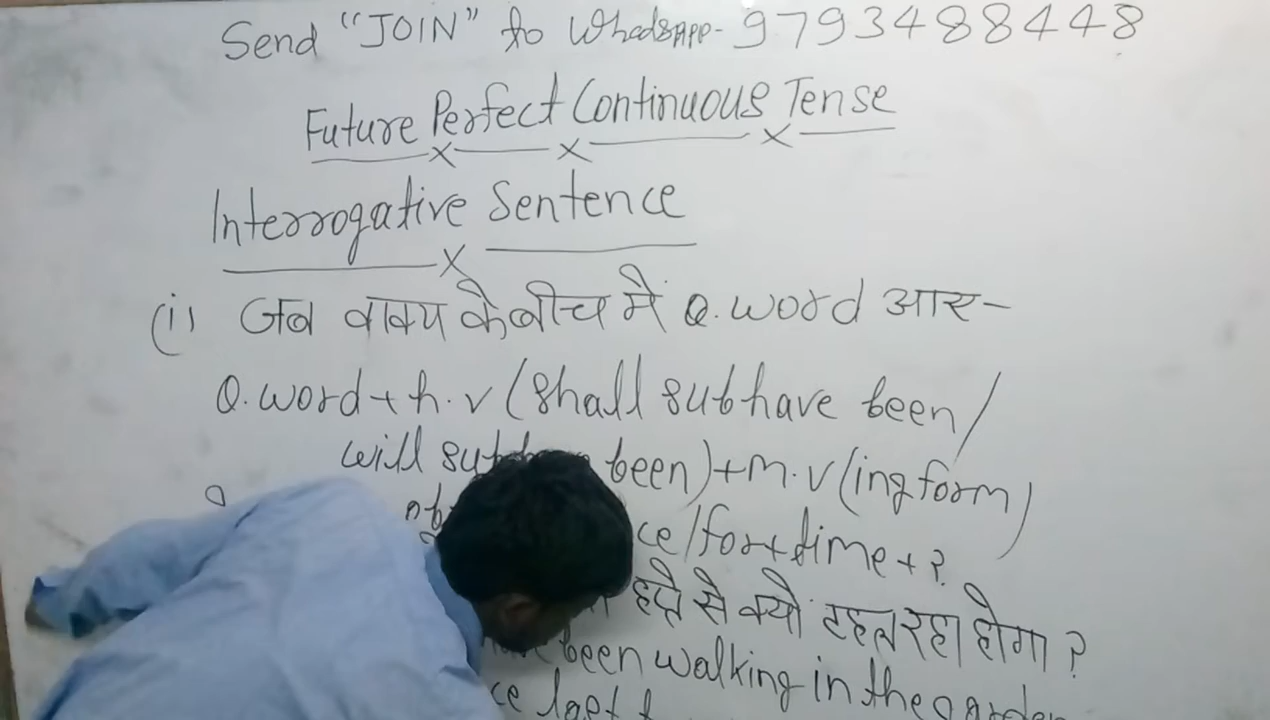 Send "JOIN" to WhatsApp- 9793488448
Future Perfect Continuous Tense
Interrogative Sentence
(i) जब वाक्य के बीच में Q.word आए-
Q.word + h.v (shall sub have been /
will sub been) + m.v (ing form)
/for + time + ?
से क्यों टहल रहा होगा ?
been walking in the garden